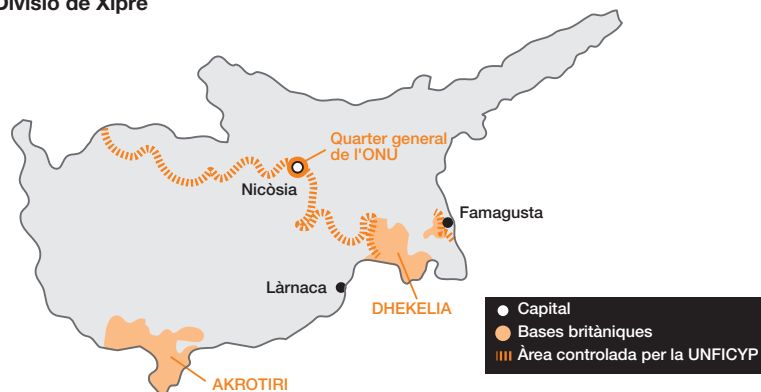 Divisió de Xipre
Quarter general
de l'ONU
Nicòsia
Famagusta
Làrnaca
DHEKELIA
AKROTIRI
Capital
Bases britàniques
Àrea controlada per la UNFICYP